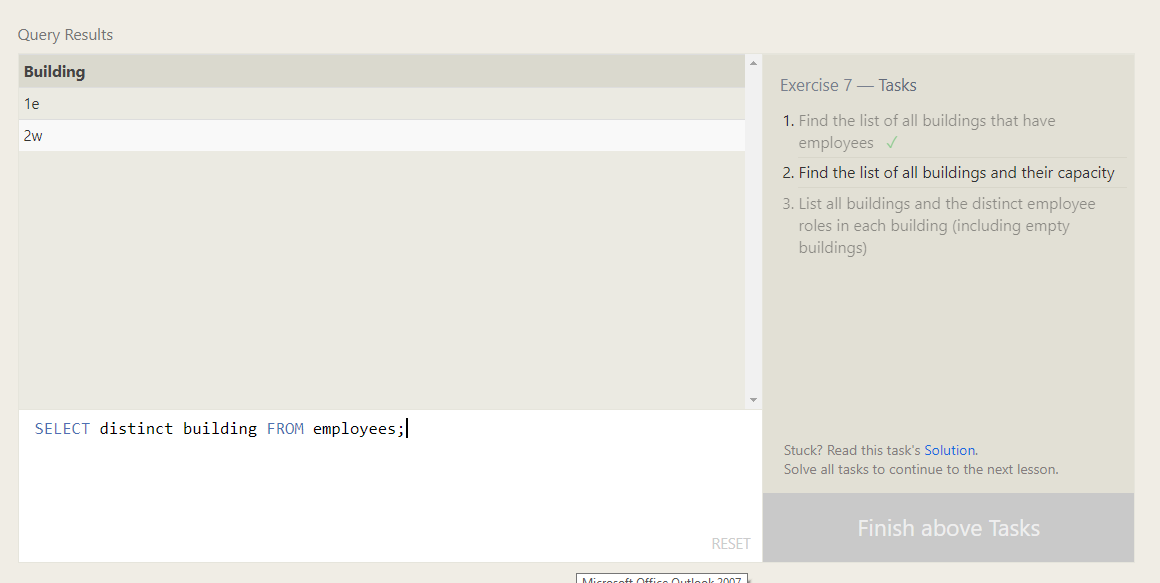 Query Results
Building
1e
2w
SELECT distinct building FROM employees;
RESET
Exercise 7 — Tasks
1. Find the list of all buildings that have
employees ✓
2. Find the list of all buildings and their capacity
3. List all buildings and the distinct employee
roles in each building (including empty
buildings)
Stuck? Read this task's Solution.
Solve all tasks to continue to the next lesson.
Finish above Tasks
Microsoft Office Outlook 2007